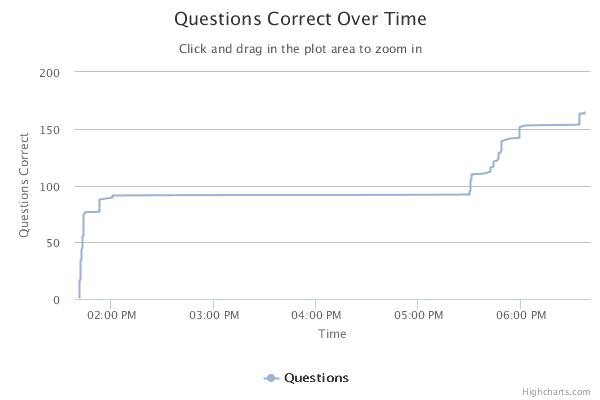 Questions Correct Over Time
Click and drag in the plot area to zoom in
Questions Correct
200
150
100
50
0
02:00 PM 03:00 PM 04:00 PM 05:00 PM 06:00 PM
Time
Questions
Highcharts.com